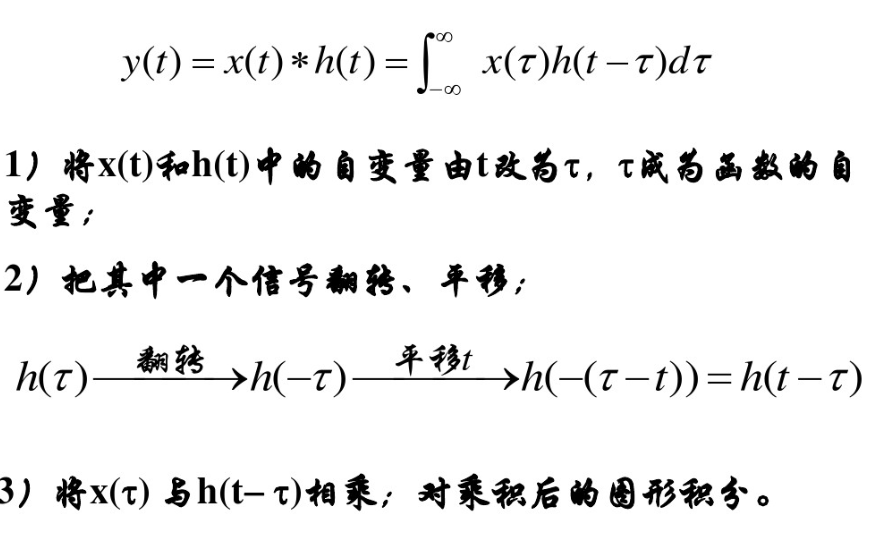 y(t) = x(t) * h(t) = ∫_{-∞}^{∞} x(τ)h(t − τ)dτ
1）将x(t)和h(t)中的自变量由t改为τ，τ成为函数的自
变量；
2）把其中一个信号翻转、平移；
h(τ) —翻转→ h(−τ) —平移t→ h(−(τ − t)) = h(t − τ)
3）将x(τ) 与h(t− τ)相乘；对乘积后的图形积分。